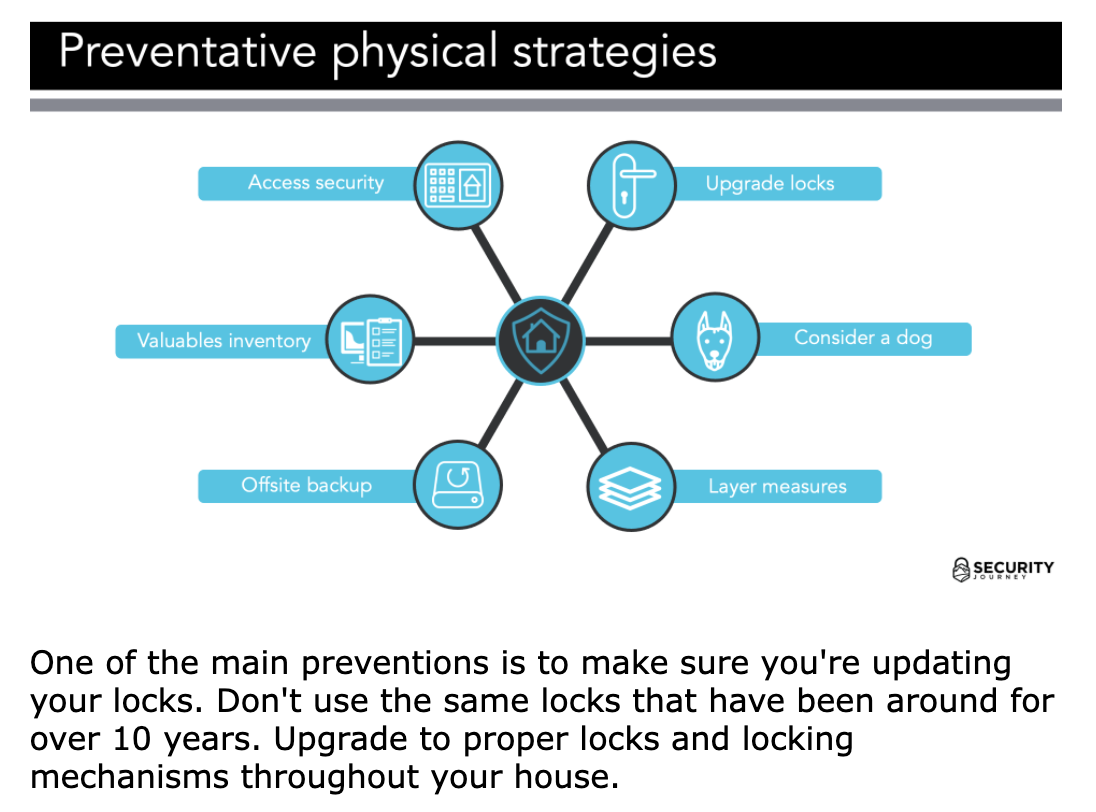 Preventative physical strategies
Access security
Upgrade locks
Valuables inventory
Consider a dog
Offsite backup
Layer measures
SECURITY
JOURNEY
One of the main preventions is to make sure you're updating
your locks. Don't use the same locks that have been around for
over 10 years. Upgrade to proper locks and locking
mechanisms throughout your house.